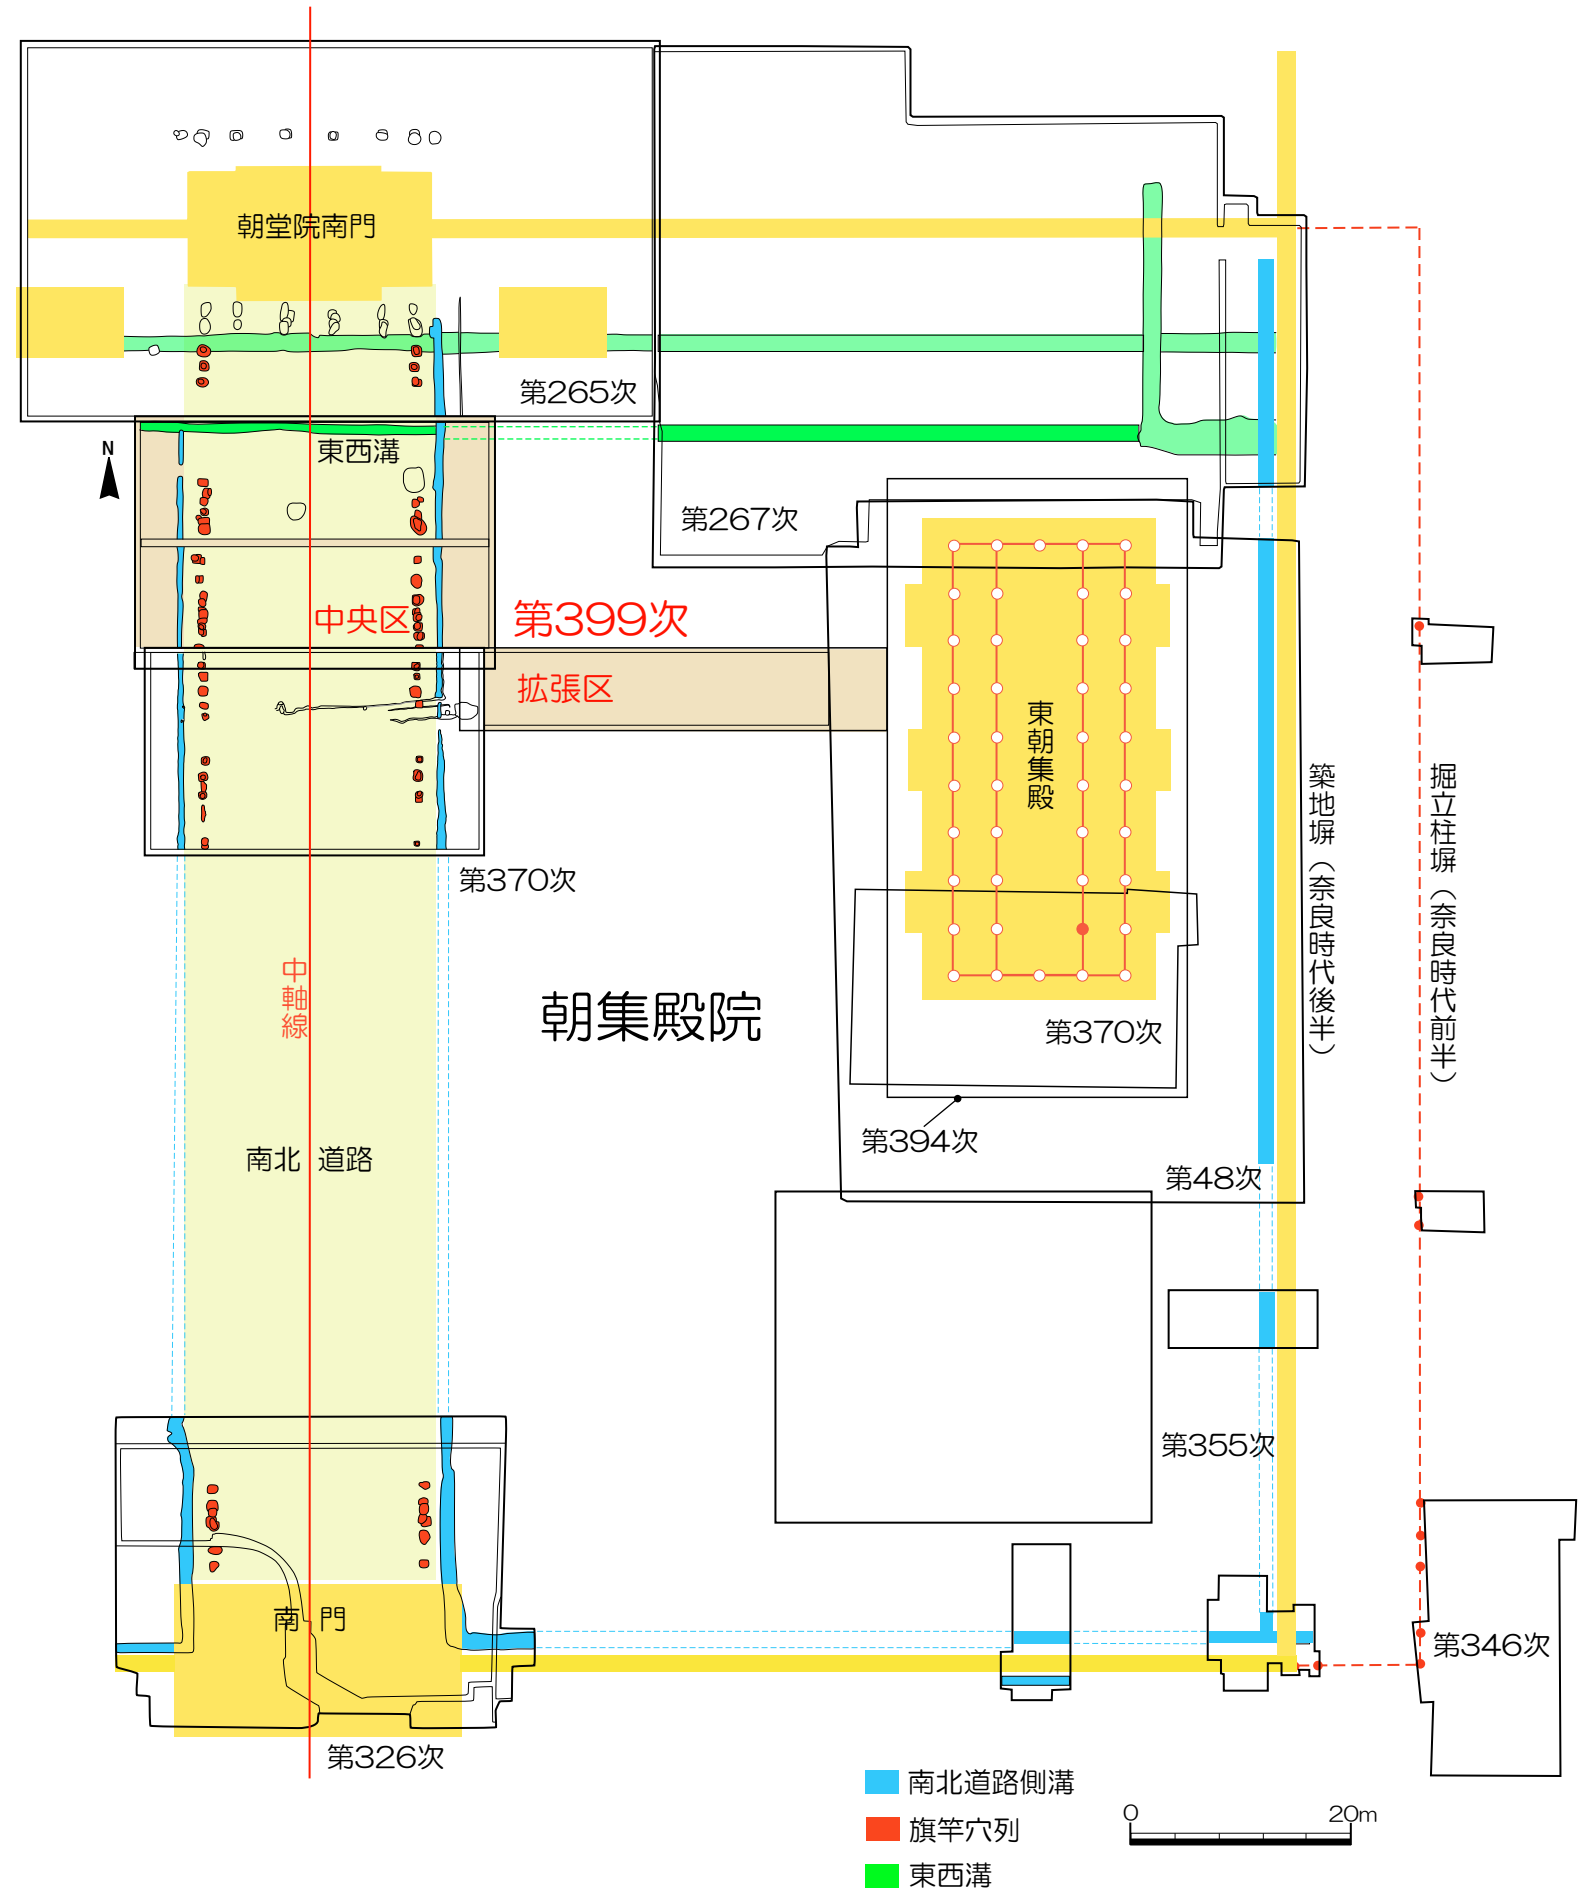 朝堂院南門
第265次
東西溝
N
第267次
中央区
第399次
拡張区
東朝集殿
築地塀（奈良時代後半）
掘立柱塀（奈良時代前半）
第370次
中軸線
朝集殿院
第370次
第394次
南北道路
第48次
第355次
南門
第346次
第326次
南北道路側溝
旗竿穴列
東西溝
0 20m